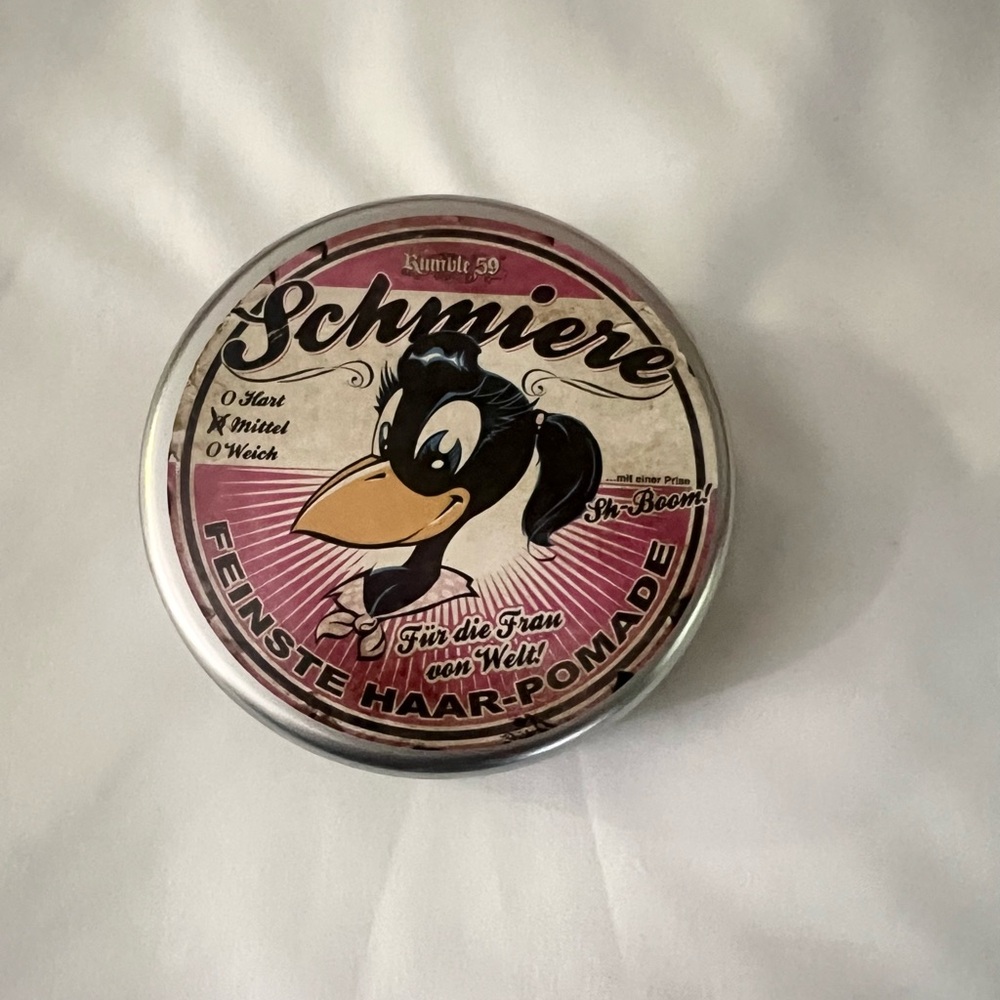 Rumble 59
Schmiere
O Hart
X Mittel
O Weich
...mit einer Prise
Sh-Boom!
Für die Frau
von Welt!
FEINSTE HAAR-POMADE